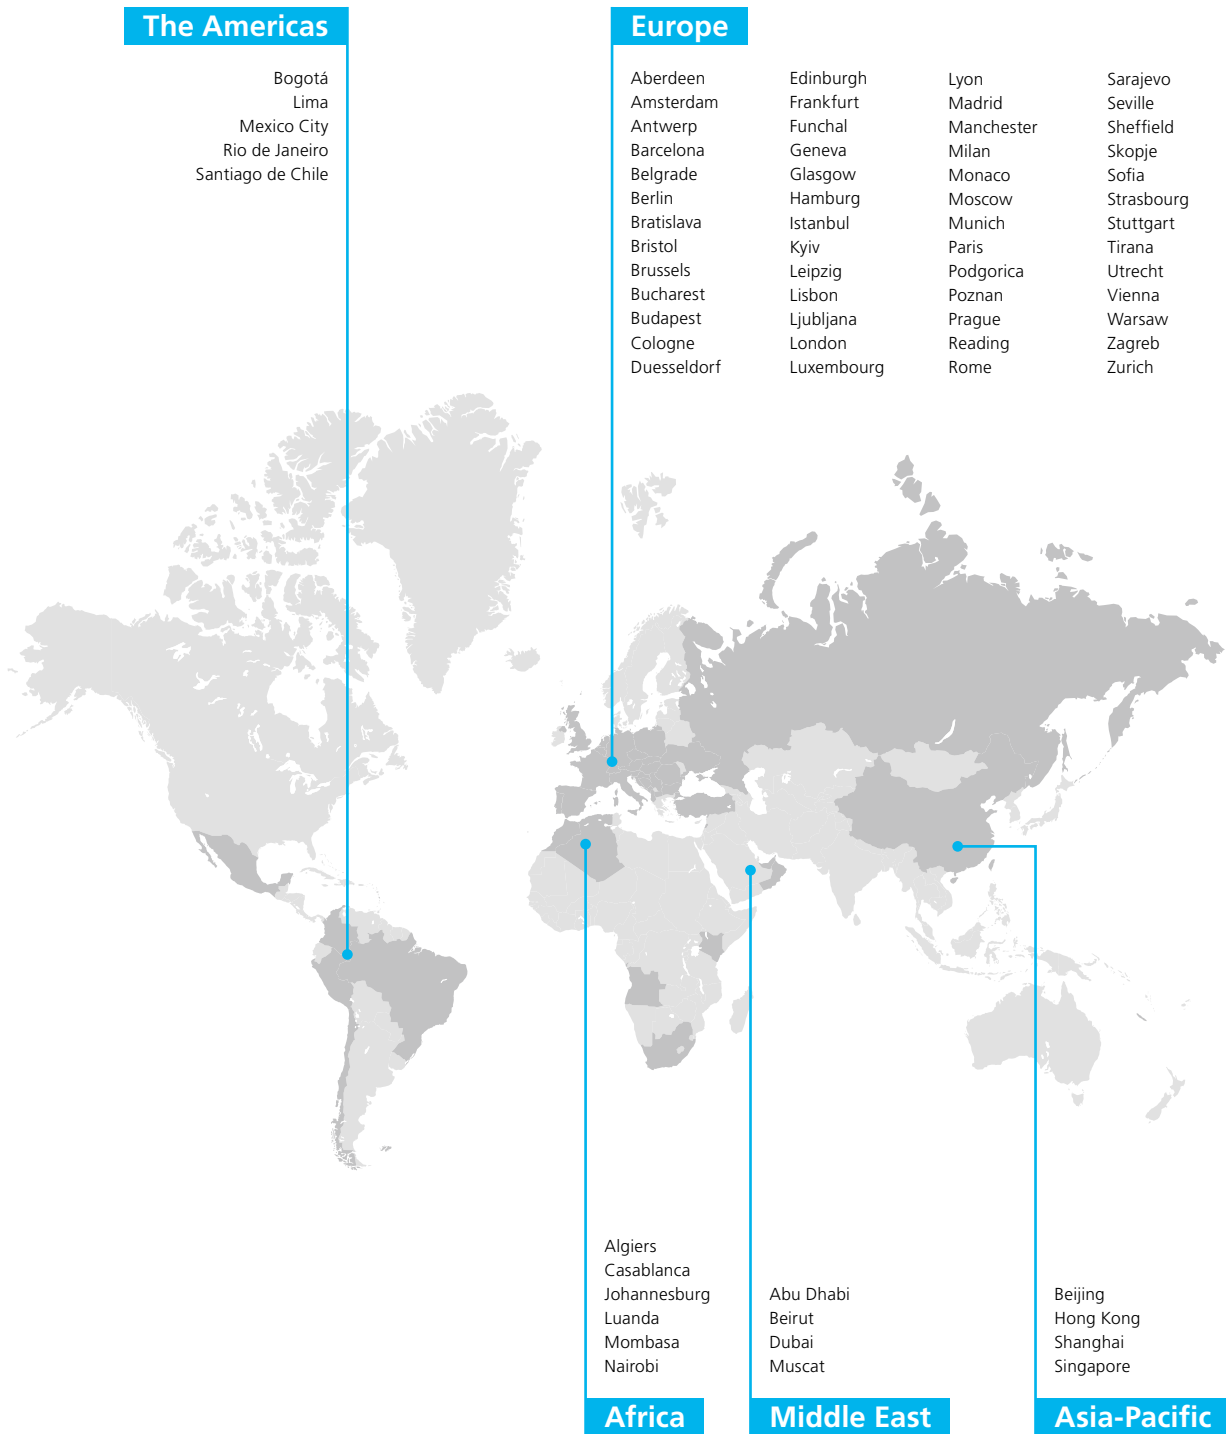 The Americas
Bogotá
Lima
Mexico City
Rio de Janeiro
Santiago de Chile
Europe
Aberdeen
Amsterdam
Antwerp
Barcelona
Belgrade
Berlin
Bratislava
Bristol
Brussels
Bucharest
Budapest
Cologne
Duesseldorf
Edinburgh
Frankfurt
Funchal
Geneva
Glasgow
Hamburg
Istanbul
Kyiv
Leipzig
Lisbon
Ljubljana
London
Luxembourg
Lyon
Madrid
Manchester
Milan
Monaco
Moscow
Munich
Paris
Podgorica
Poznan
Prague
Reading
Rome
Sarajevo
Seville
Sheffield
Skopje
Sofia
Strasbourg
Stuttgart
Tirana
Utrecht
Vienna
Warsaw
Zagreb
Zurich
Algiers
Casablanca
Johannesburg
Luanda
Mombasa
Nairobi
Africa
Abu Dhabi
Beirut
Dubai
Muscat
Middle East
Beijing
Hong Kong
Shanghai
Singapore
Asia-Pacific